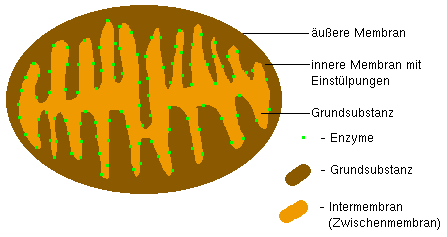 äußere Membran
innere Membran mit
Einstülpungen
Grundsubstanz
- Enzyme
- Grundsubstanz
- Intermembran
(Zwischenmembran)